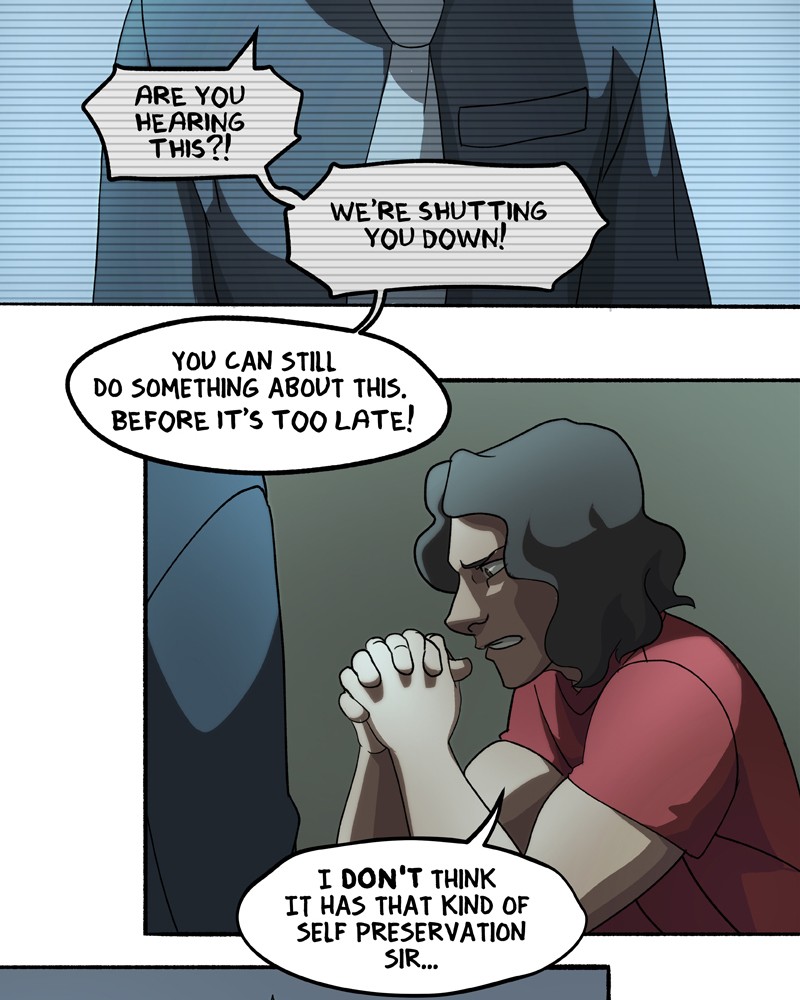 ARE YOU
HEARING
THIS?!
WE'RE SHUTTING
YOU DOWN!
YOU CAN STILL
DO SOMETHING ABOUT THIS.
BEFORE IT'S TOO LATE!
I DON'T THINK
IT HAS THAT KIND OF
SELF PRESERVATION
SIR...